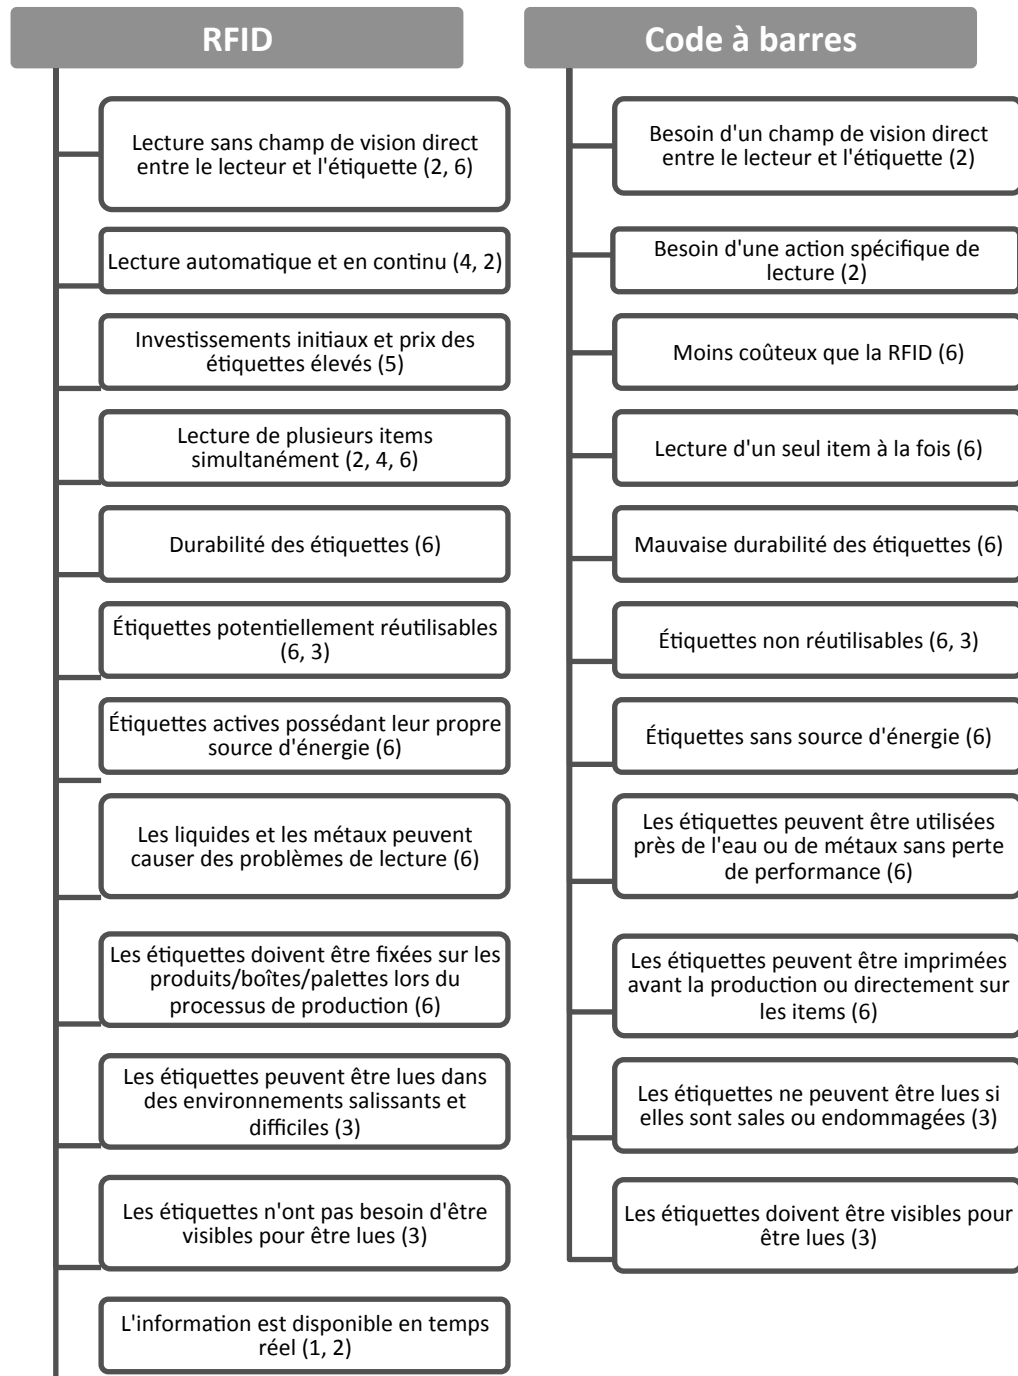 RFID
Lecture sans champ de vision direct
entre le lecteur et l'étiquette (2, 6)
Lecture automatique et en continu (4, 2)
Investissements initiaux et prix des
étiquettes élevés (5)
Lecture de plusieurs items
simultanément (2, 4, 6)
Durabilité des étiquettes (6)
Étiquettes potentiellement réutilisables
(6, 3)
Étiquettes actives possédant leur propre
source d'énergie (6)
Les liquides et les métaux peuvent
causer des problèmes de lecture (6)
Les étiquettes doivent être fixées sur les
produits/boîtes/palettes lors du
processus de production (6)
Les étiquettes peuvent être lues dans
des environnements salissants et
difficiles (3)
Les étiquettes n'ont pas besoin d'être
visibles pour être lues (3)
L'information est disponible en temps
réel (1, 2)
Code à barres
Besoin d'un champ de vision direct
entre le lecteur et l'étiquette (2)
Besoin d'une action spécifique de
lecture (2)
Moins coûteux que la RFID (6)
Lecture d'un seul item à la fois (6)
Mauvaise durabilité des étiquettes (6)
Étiquettes non réutilisables (6, 3)
Étiquettes sans source d'énergie (6)
Les étiquettes peuvent être utilisées
près de l'eau ou de métaux sans perte
de performance (6)
Les étiquettes peuvent être imprimées
avant la production ou directement sur
les items (6)
Les étiquettes ne peuvent être lues si
elles sont sales ou endommagées (3)
Les étiquettes doivent être visibles pour
être lues (3)